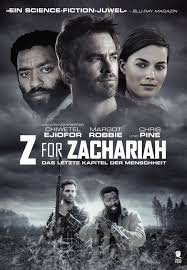 „EIN SCIENCE-FICTION-JUWEL.“ – BLU-RAY MAGAZIN
CHIWETEL EJIOFOR
MARGOT ROBBIE
CHRIS PINE
UND
Z FOR ZACHARIAH
DAS LETZTE KAPITEL DER MENSCHHEIT